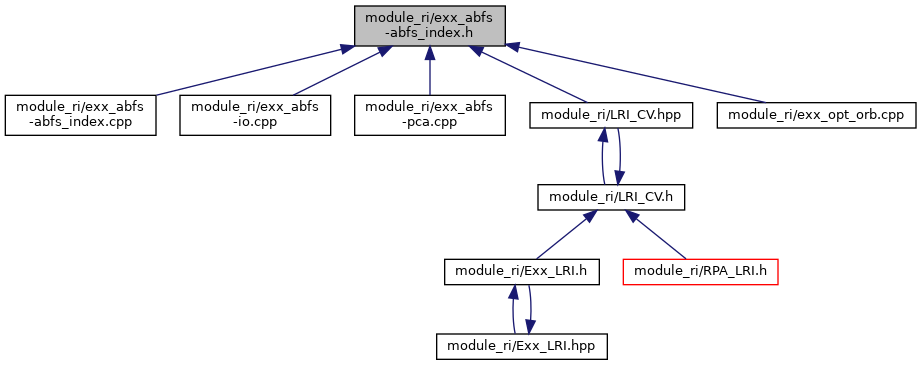 module_ri/exx_abfs
-abfs_index.h
module_ri/exx_abfs
-abfs_index.cpp
module_ri/exx_abfs
-io.cpp
module_ri/exx_abfs
-pca.cpp
module_ri/LRI_CV.hpp
module_ri/exx_opt_orb.cpp
module_ri/LRI_CV.h
module_ri/Exx_LRI.h
module_ri/RPA_LRI.h
module_ri/Exx_LRI.hpp